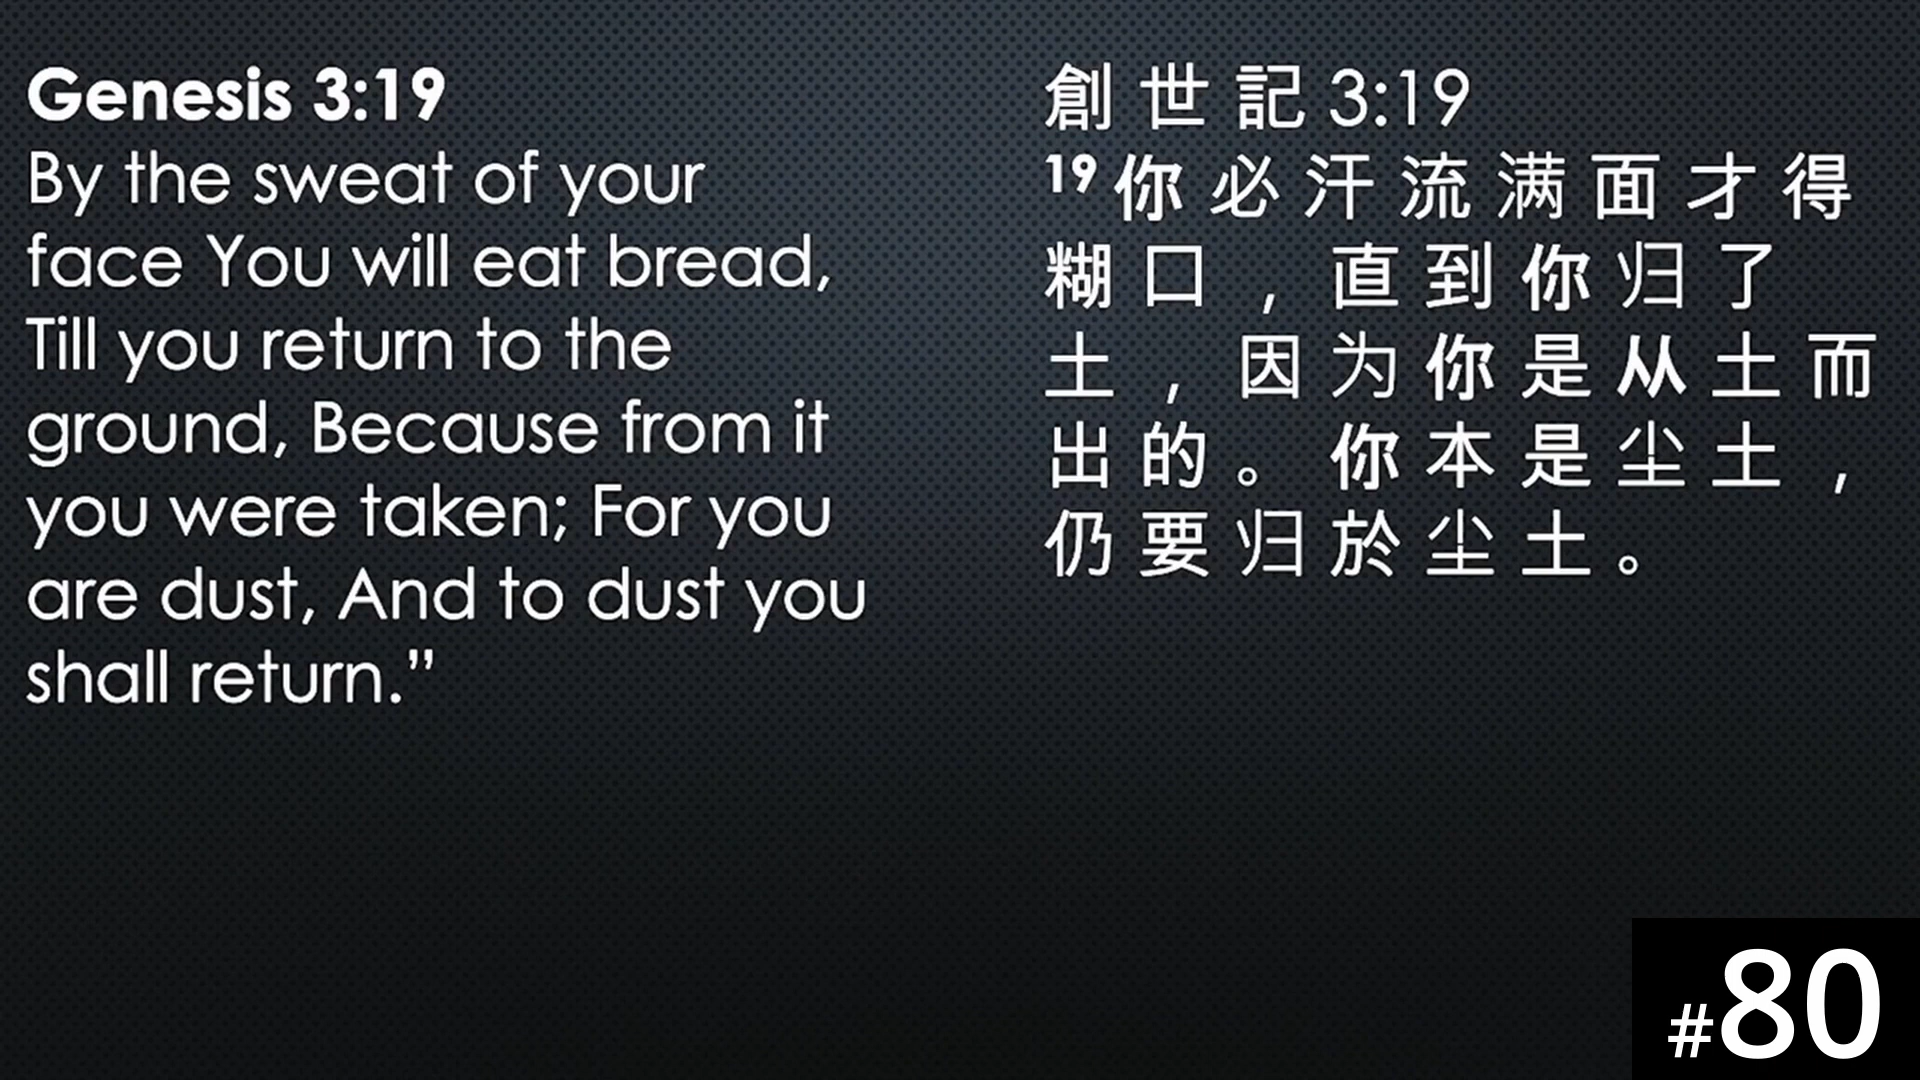 Genesis 3:19
By the sweat of your
face You will eat bread,
Till you return to the
ground, Because from it
you were taken; For you
are dust, And to dust you
shall return.”
創 世 記 3:19
19 你 必 汗 流 满 面 才 得
糊 口 ， 直 到 你 归 了
土 ， 因 为 你 是 从 土 而
出 的 。 你 本 是 尘 土 ，
仍 要 归 於 尘 土 。
#80